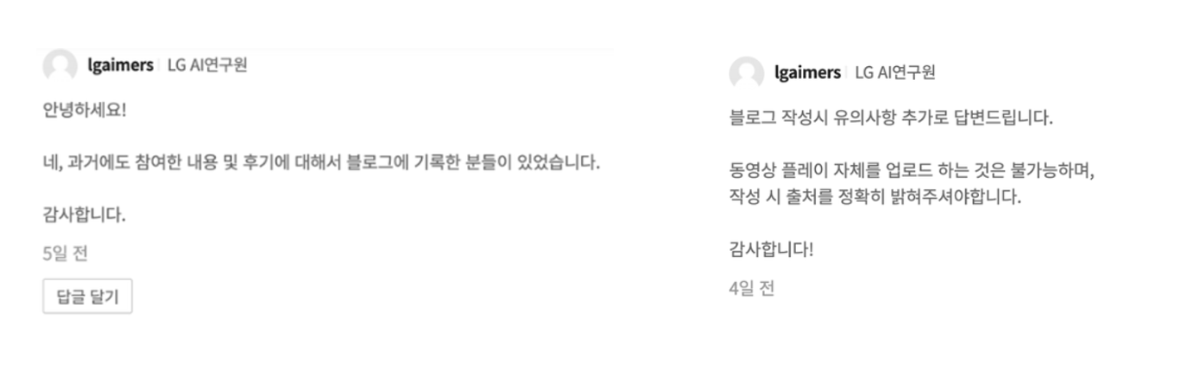 lgaimers LG AI연구원
안녕하세요!
네, 과거에도 참여한 내용 및 후기에 대해서 블로그에 기록한 분들이 있었습니다.
감사합니다.
5일 전
답글 달기
lgaimers LG AI연구원
블로그 작성시 유의사항 추가로 답변드립니다.
동영상 플레이 자체를 업로드 하는 것은 불가능하며,
작성 시 출처를 정확히 밝혀주셔야합니다.
감사합니다!
4일 전